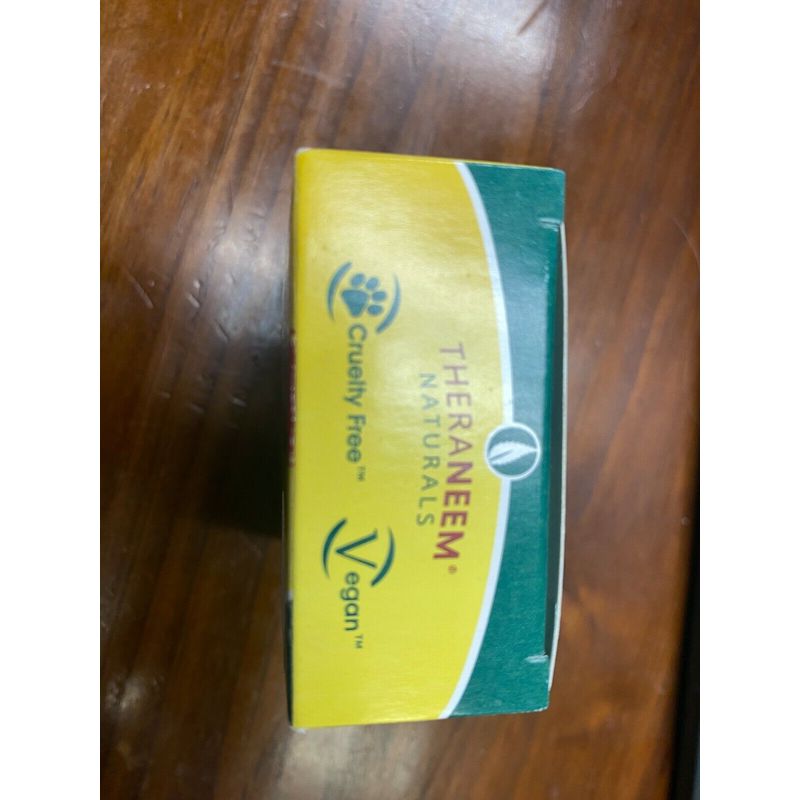 THERANEEM®
NATURALS
Cruelty Free™
Vegan™